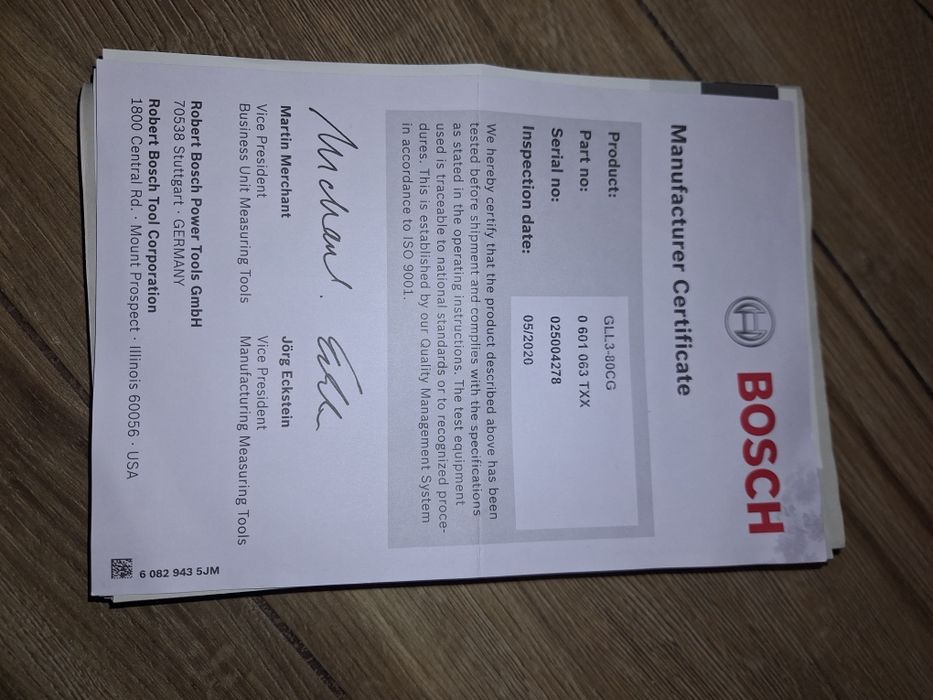 BOSCH
Manufacturer Certificate
Product: GLL3-80CG
Part no: 0 601 063 TXX
Serial no: 025004278
Inspection date: 05/2020
We hereby certify that the product described above has been
tested before shipment and complies with the specifications
as stated in the operating instructions. The test equipment
used is traceable to national standards or to recognized proce-
dures. This is established by our Quality Management System
in accordance to ISO 9001.
Martin Merchant Jörg Eckstein
Vice President Vice President
Business Unit Measuring Tools Manufacturing Measuring Tools
Robert Bosch Power Tools GmbH
70538 Stuttgart · GERMANY
Robert Bosch Tool Corporation
1800 Central Rd. · Mount Prospect · Illinois 60056 · USA
6 082 943 5JM